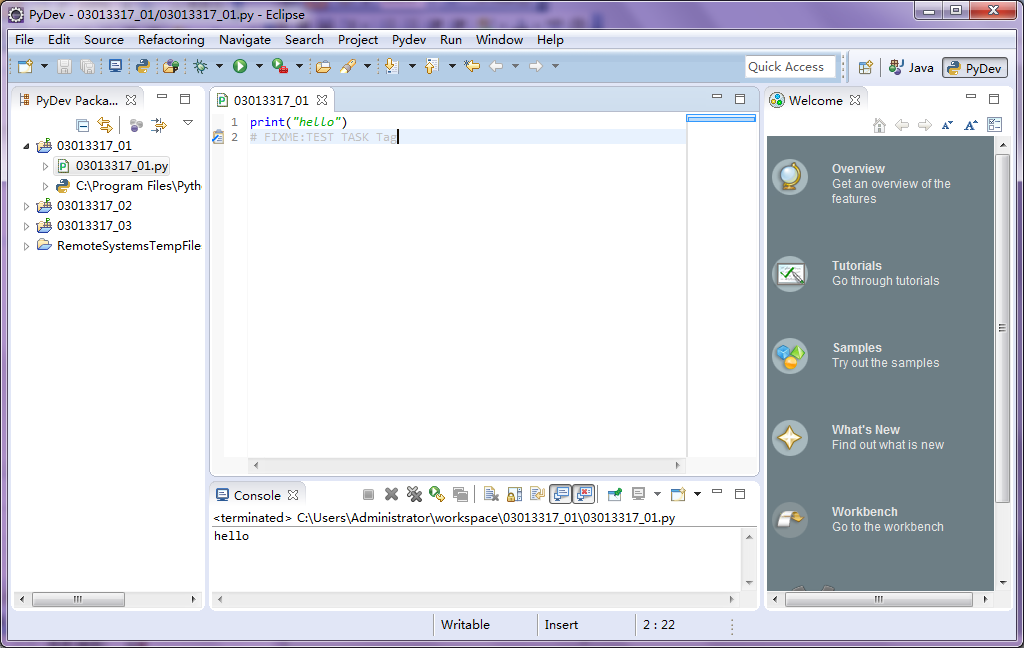 PyDev - 03013317_01/03013317_01.py - Eclipse
File Edit Source Refactoring Navigate Search Project Pydev Run Window Help
Quick Access
Java
PyDev
PyDev Packa...
03013317_01
03013317_01.py
C:\Program Files\Pyth
03013317_02
03013317_03
RemoteSystemsTempFile
03013317_01
1 print("hello")
2 # FIXME:TEST TASK Tag
Console
<terminated> C:\Users\Administrator\workspace\03013317_01\03013317_01.py
hello
Welcome
Overview
Get an overview of the
features
Tutorials
Go through tutorials
Samples
Try out the samples
What's New
Find out what is new
Workbench
Go to the workbench
Writable
Insert
2 : 22